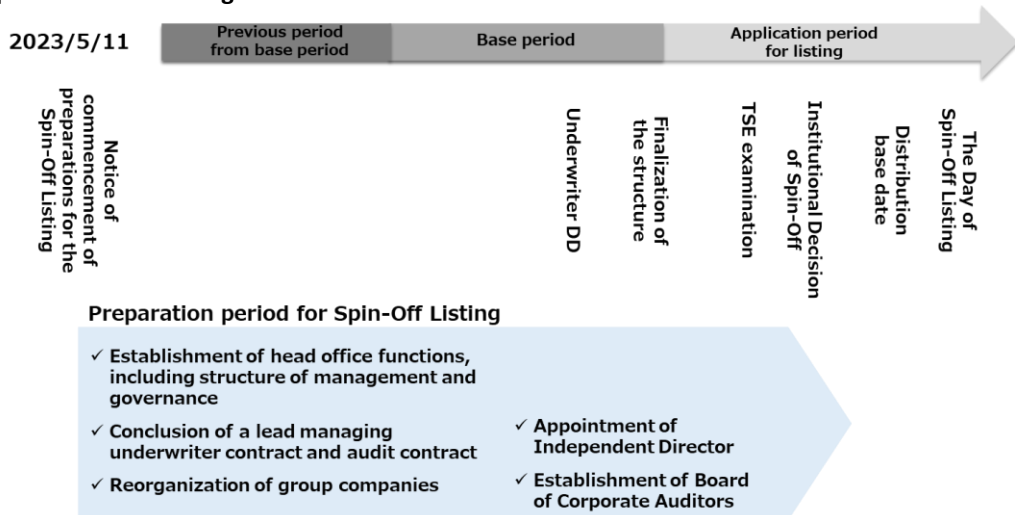 2023/5/11
Previous period
from base period
Base period
Application period
for listing
Notice of
commencement of
preparations for the
Spin-Off Listing
Underwriter DD
Finalization of
the structure
TSE examination
Institutional Decision
of Spin-Off
Distribution
base date
The Day of
Spin-Off Listing
Preparation period for Spin-Off Listing
✓ Establishment of head office functions,
including structure of management and
governance
✓ Conclusion of a lead managing
underwriter contract and audit contract
✓ Reorganization of group companies
✓ Appointment of
Independent Director
✓ Establishment of Board
of Corporate Auditors